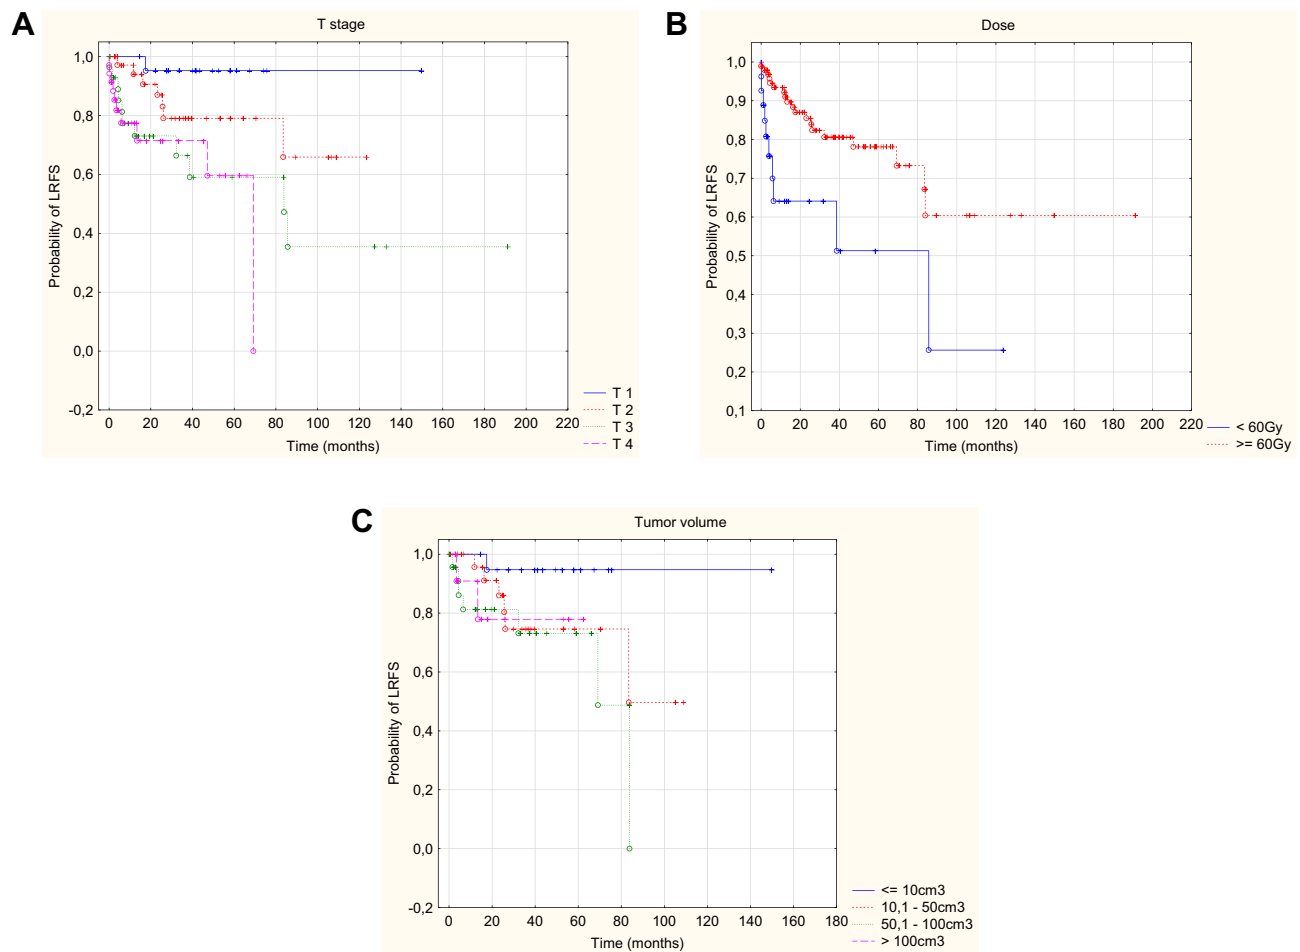 A
T stage
Probability of LRFS
1,0
0,8
0,6
0,4
0,2
0,0
-0,2
0 20 40 60 80 100 120 140 160 180 200 220
Time (months)
T 1
T 2
T 3
T 4
B
Dose
Probability of LRFS
1,0
0,9
0,8
0,7
0,6
0,5
0,4
0,3
0,2
0,1
0 20 40 60 80 100 120 140 160 180 200 220
Time (months)
< 60Gy
>= 60Gy
C
Tumor volume
Probability of LRFS
1,0
0,8
0,6
0,4
0,2
0,0
-0,2
0 20 40 60 80 100 120 140 160 180
Time (months)
<= 10cm3
10,1 - 50cm3
50,1 - 100cm3
> 100cm3